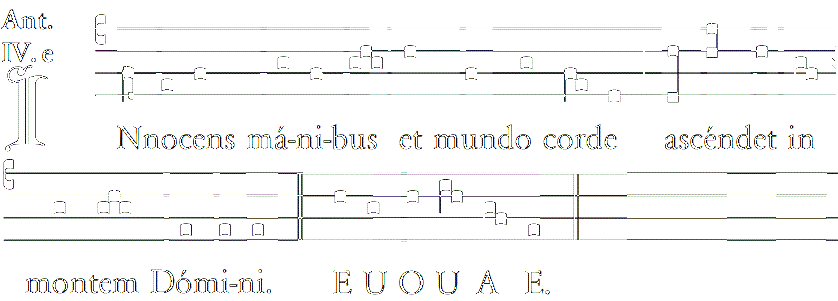 Ant.
IV. e
INnocens má-ni-bus et mundo corde ascéndet in
montem Dómi-ni. E U O U A E.